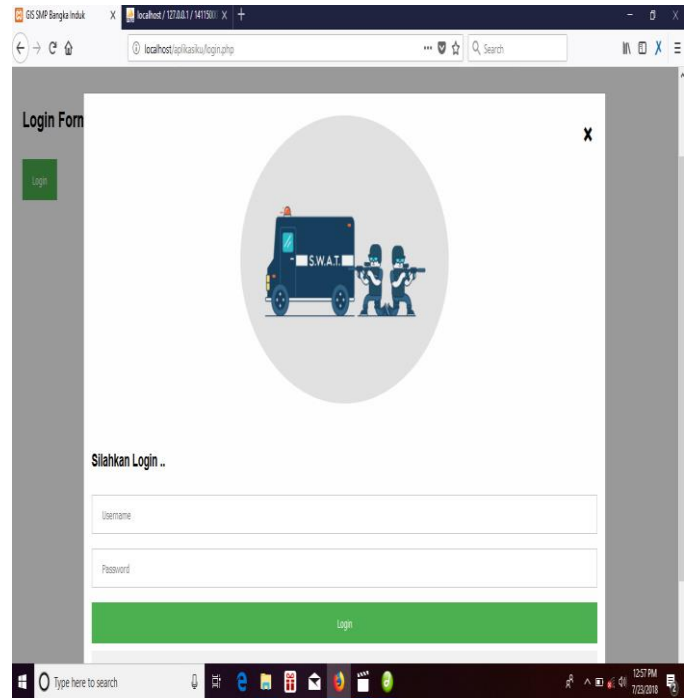 GIS SMP Bangka Induk
localhost / 127.0.0.1 / 14115000
localhost/aplikasiku/login.php
Search
Login Form
Login
S.W.A.T.
Silahkan Login ..
Username
Password
Login
Type here to search
12:57 PM
7/23/2018